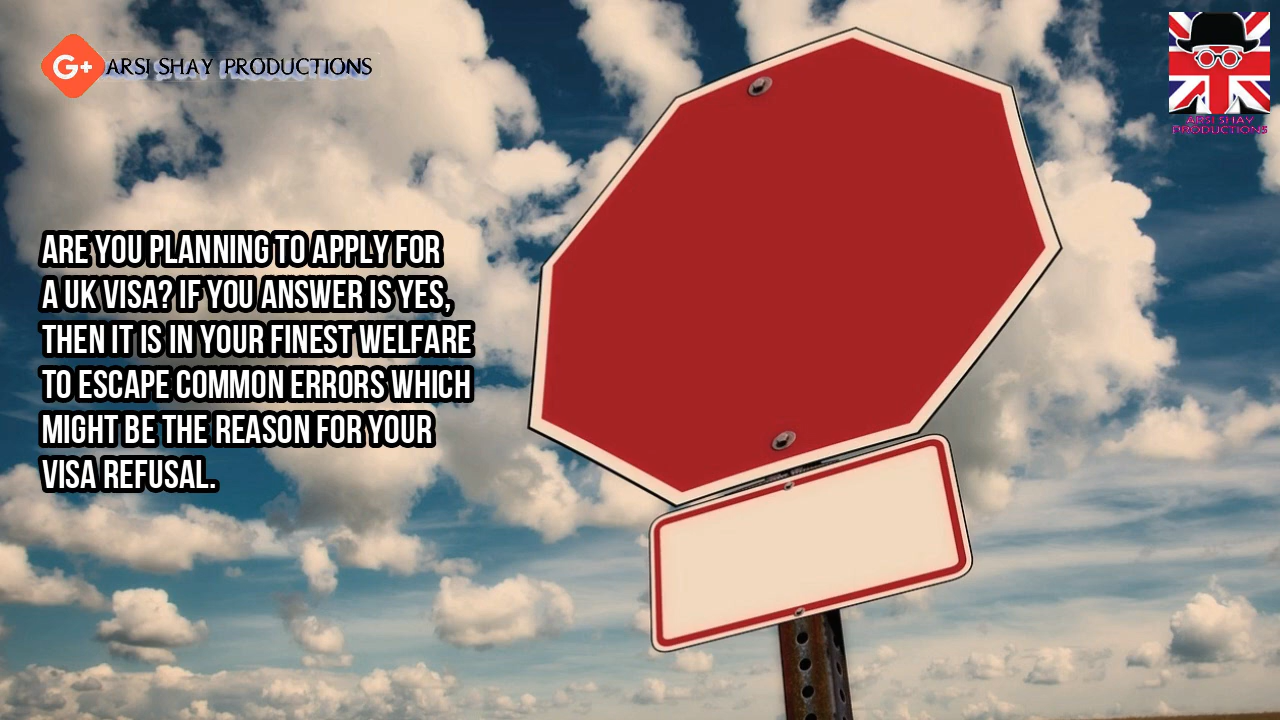 G+ ARSI SHAY PRODUCTIONS
ARSI SHAY
PRODUCTIONS
ARE YOU PLANNING TO APPLY FOR
A UK VISA? IF YOU ANSWER IS YES,
THEN IT IS IN YOUR FINEST WELFARE
TO ESCAPE COMMON ERRORS WHICH
MIGHT BE THE REASON FOR YOUR
VISA REFUSAL.